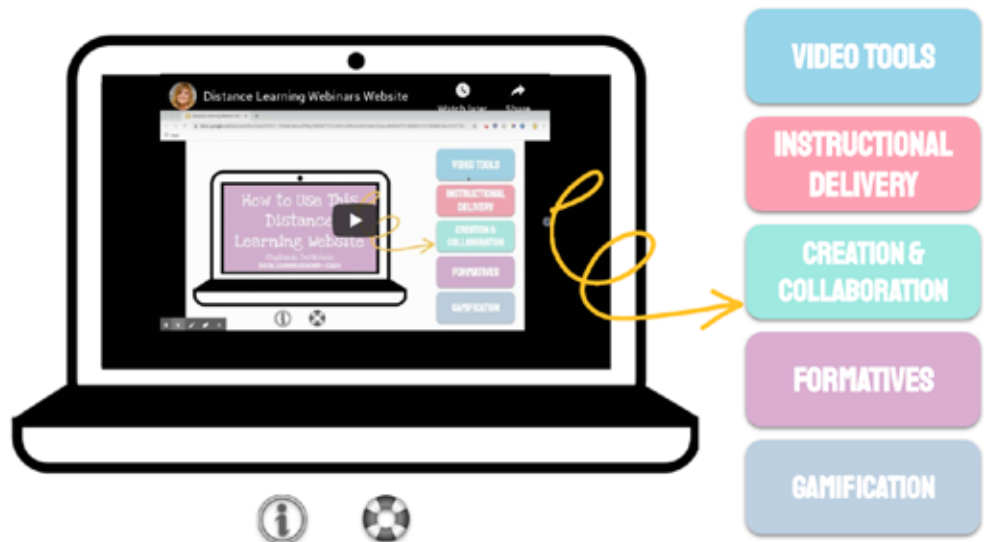 Distance Learning Webinars Website
Watch later
Share
VIDEO TOOLS
INSTRUCTIONAL
DELIVERY
CREATION &
COLLABORATION
FORMATIVES
GAMIFICATION
How to Use This
Distance
Learning Website
VIDEO TOOLS
INSTRUCTIONAL
DELIVERY
CREATION &
COLLABORATION
FORMATIVES
GAMIFICATION
i
i